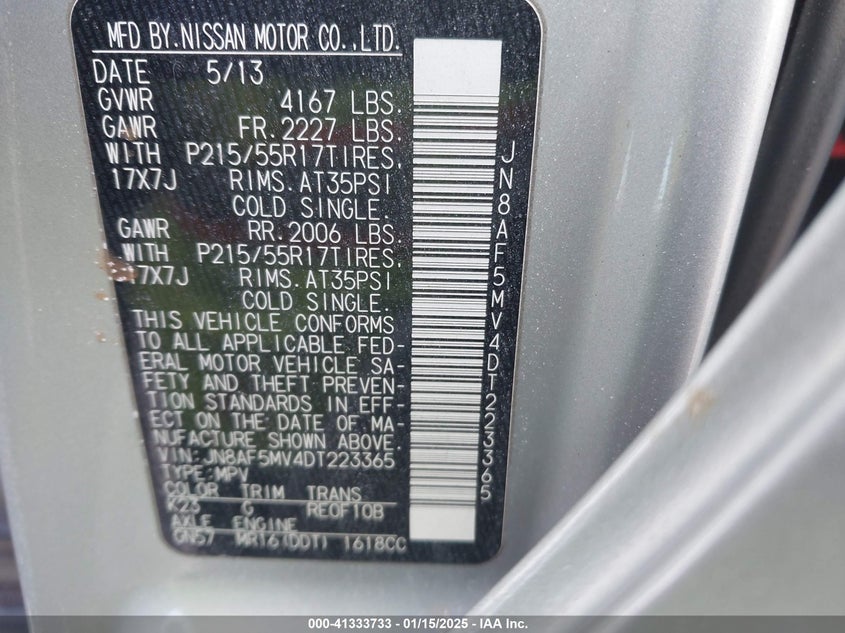 MFD BY.NISSAN MOTOR CO.,LTD.
DATE 5/13
GVWR 4167 LBS.
GAWR FR.2227 LBS.
WITH P215/55R17TIRES,
17X7J RIMS.AT35PSI
COLD SINGLE.
GAWR RR.2006 LBS.
WITH P215/55R17TIRES,
17X7J RIMS.AT35PSI
COLD SINGLE.
THIS VEHICLE CONFORMS
TO ALL APPLICABLE FED-
ERAL MOTOR VEHICLE SA-
FETY AND THEFT PREVEN-
TION STANDARDS IN EFF-
ECT ON THE DATE OF MA-
NUFACTURE SHOWN ABOVE.
VIN:JN8AF5MV4DT223365
TYPE:MPV
COLOR TRIM TRANS
K23 G RE0F10B
AXLE ENGINE
GN57 MR16(DDT) 1618CC
JN8AF5MV4DT223365
000-41333733 - 01/15/2025 - IAA Inc.